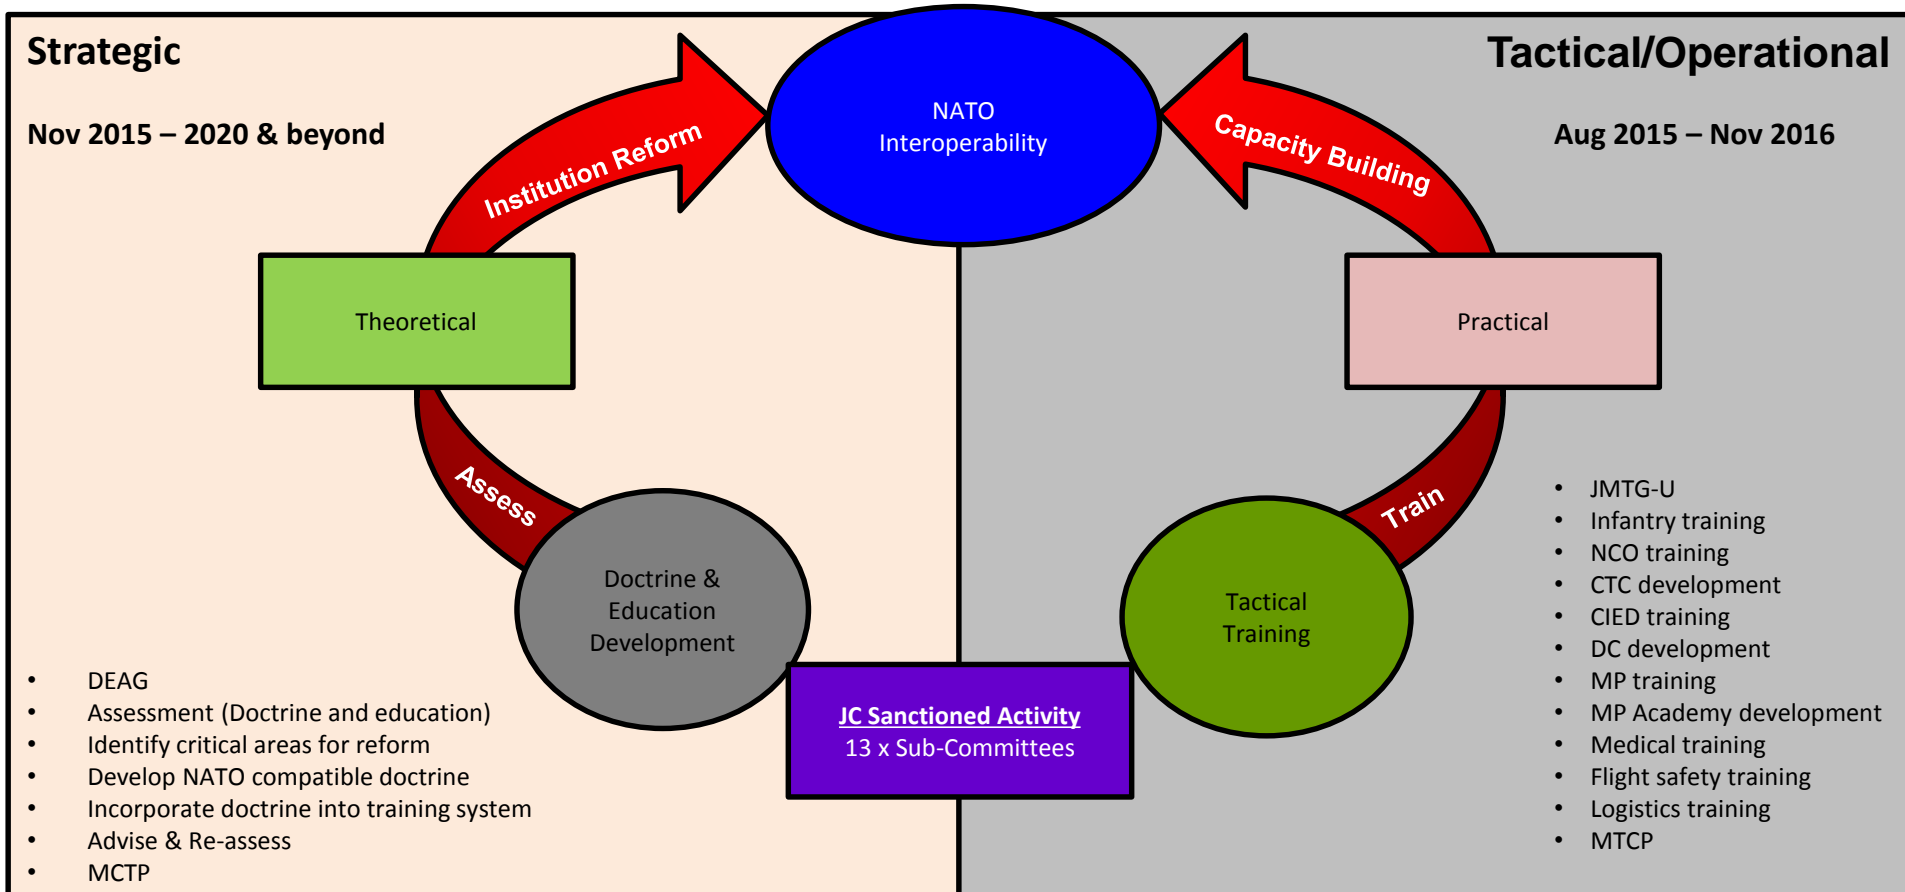 Strategic
Nov 2015 – 2020 & beyond
Institution Reform
NATO
Interoperability
Tactical/Operational
Aug 2015 – Nov 2016
Capacity Building
Theoretical
Practical
Assess
Train
Doctrine &
Education
Development
Tactical
Training
JC Sanctioned Activity
13 x Sub-Committees
• DEAG
• Assessment (Doctrine and education)
• Identify critical areas for reform
• Develop NATO compatible doctrine
• Incorporate doctrine into training system
• Advise & Re-assess
• MCTP
• JMTG-U
• Infantry training
• NCO training
• CTC development
• CIED training
• DC development
• MP training
• MP Academy development
• Medical training
• Flight safety training
• Logistics training
• MTCP